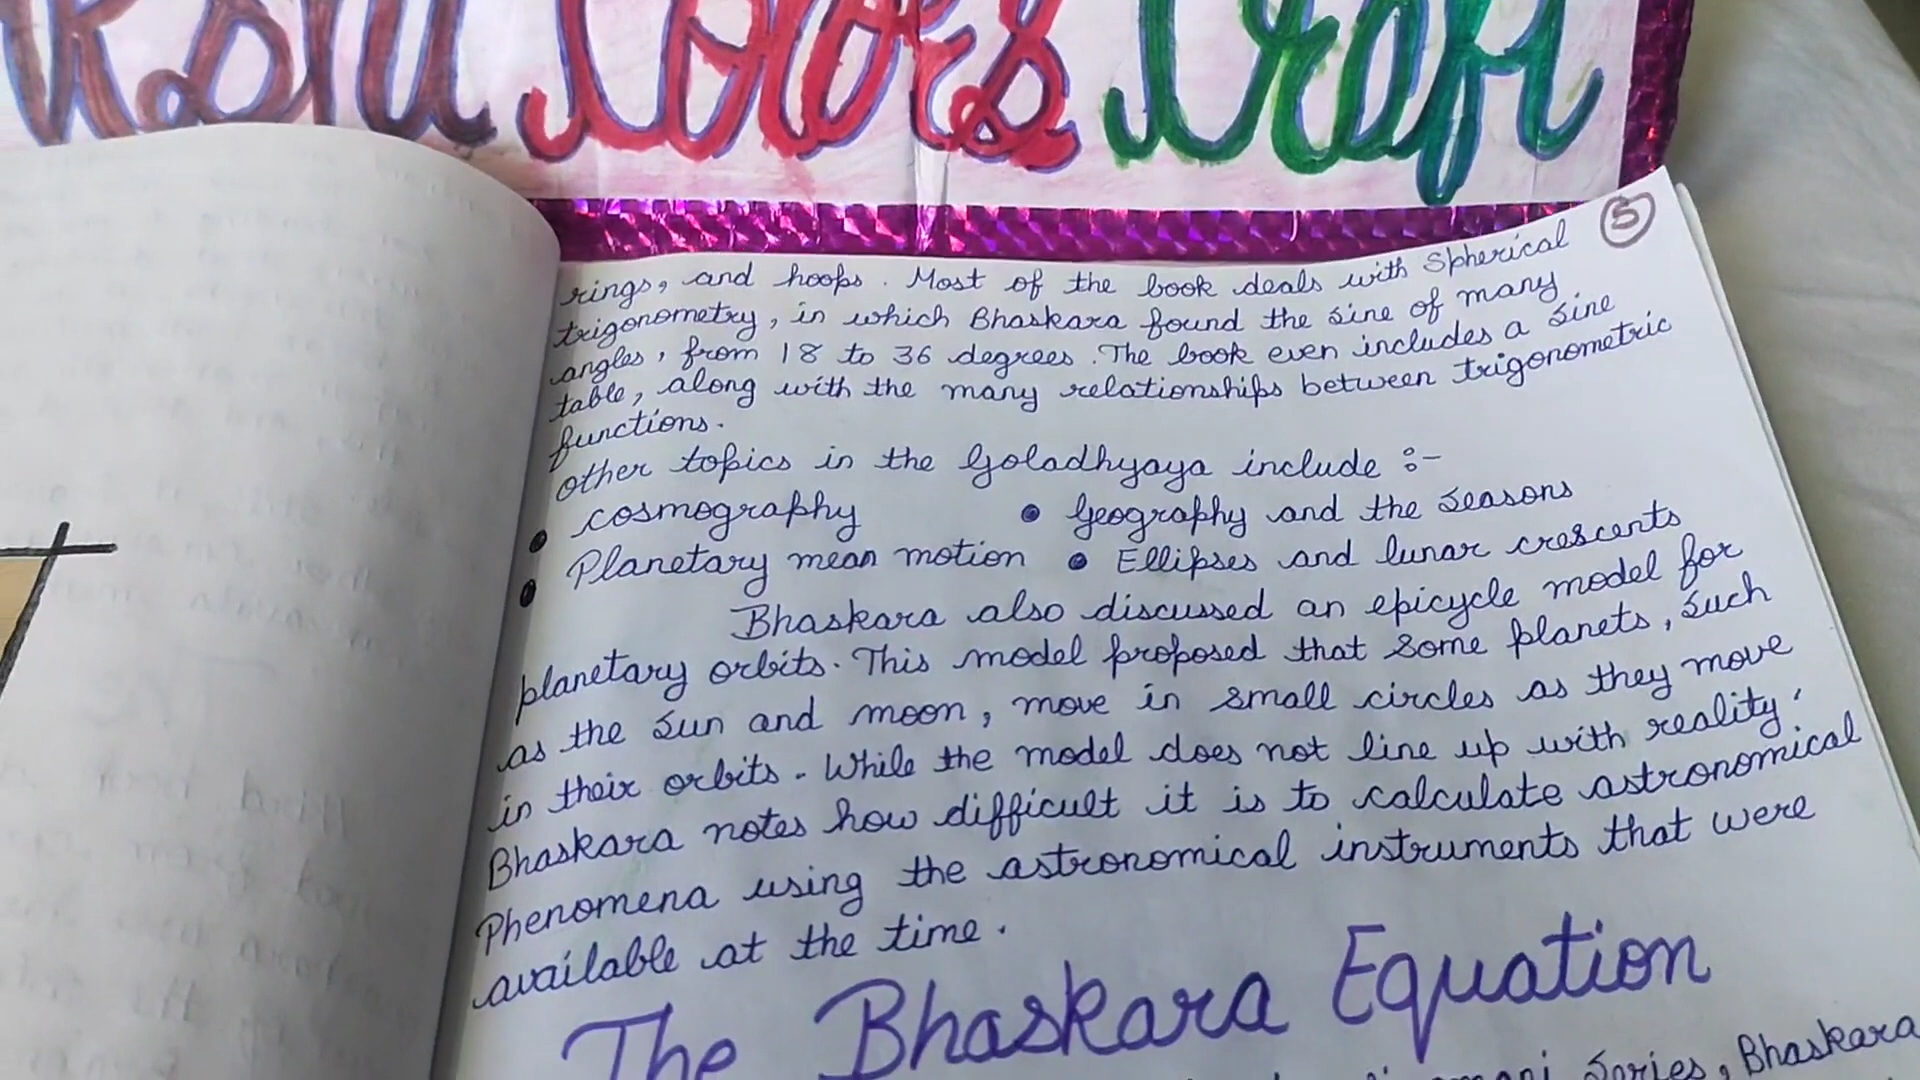 Craft
5
rings, and hoops. Most of the book deals with Spherical
trigonometry, in which Bhaskara found the sine of many
angles, from 18 to 36 degrees. The book even includes a sine
table, along with the many relationships between trigonometric
functions.
other topics in the Goladhyaya include :-
• cosmography • Geography and the seasons
• Planetary mean motion • Ellipses and lunar crescents
Bhaskara also discussed an epicycle model for
planetary orbits. This model proposed that some planets, such
as the sun and moon, move in small circles as they move
in their orbits. While the model does not line up with reality,
Bhaskara notes how difficult it is to calculate astronomical
Phenomena using the astronomical instruments that were
available at the time.
The Bhaskara Equation
Series, Bhaskara